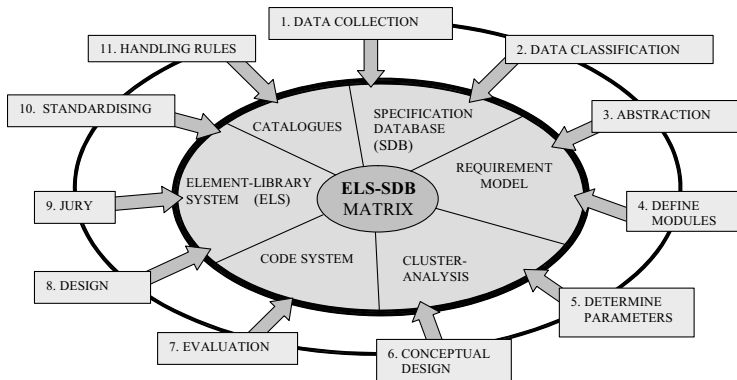 1. DATA COLLECTION
2. DATA CLASSIFICATION
3. ABSTRACTION
4. DEFINE
MODULES
5. DETERMINE
PARAMETERS
6. CONCEPTUAL
DESIGN
7. EVALUATION
8. DESIGN
9. JURY
10. STANDARDISING
11. HANDLING RULES
CATALOGUES
SPECIFICATION
DATABASE
(SDB)
REQUIREMENT
MODEL
CLUSTER-
ANALYSIS
CODE SYSTEM
ELEMENT-LIBRARY
SYSTEM (ELS)
ELS-SDB
MATRIX